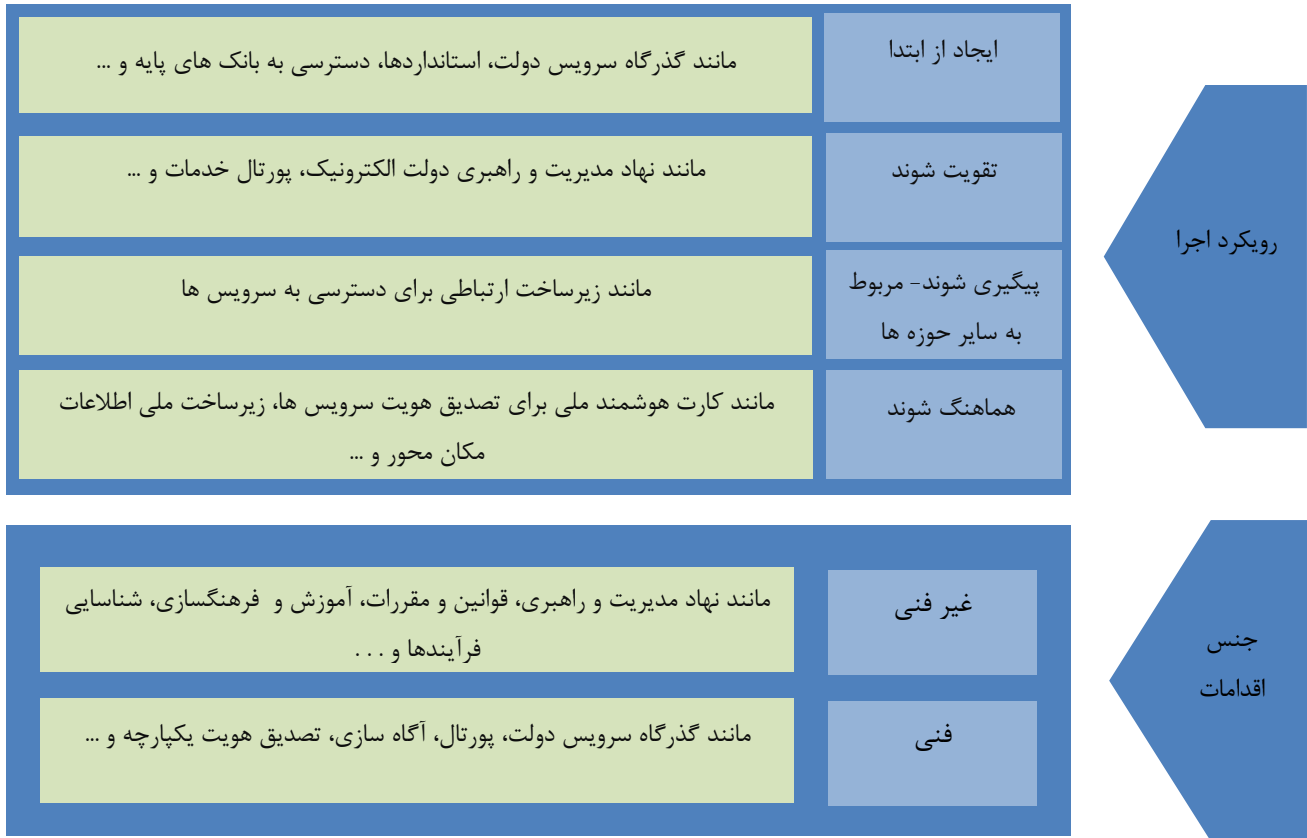 رویکرد اجرا
ایجاد از ابتدا
مانند گذرگاه سرویس دولت، استانداردها، دسترسی به بانک های پایه و ...
تقویت شوند
مانند نهاد مدیریت و راهبری دولت الکترونیک، پورتال خدمات و ...
پیگیری شوند- مربوط
به سایر حوزه ها
مانند زیرساخت ارتباطی برای دسترسی به سرویس ها
هماهنگ شوند
مانند کارت هوشمند ملی برای تصدیق هویت سرویس ها، زیرساخت ملی اطلاعات
مکان محور و ...
جنس
اقدامات
غیر فنی
مانند نهاد مدیریت و راهبری، قوانین و مقررات، آموزش و فرهنگسازی، شناسایی
فرآیندها و . . .
فنی
مانند گذرگاه سرویس دولت، پورتال، آگاه سازی، تصدیق هویت یکپارچه و ...